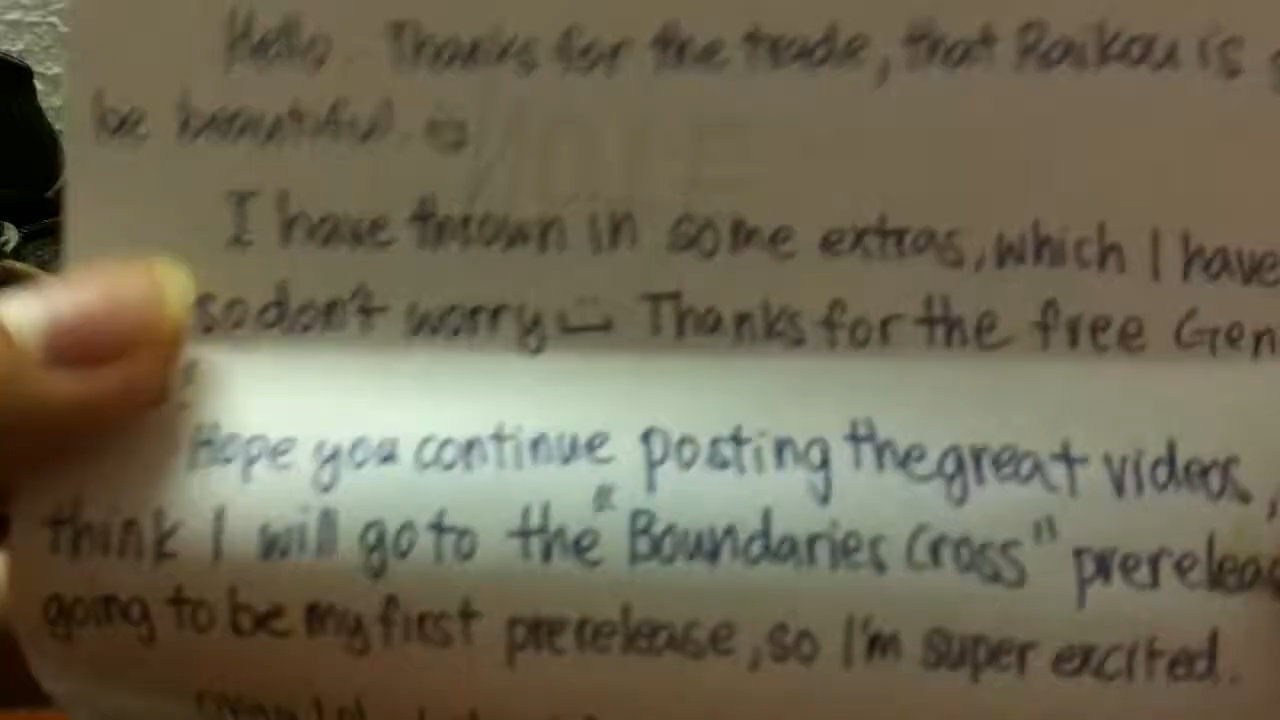 Hello. Thanks for the trade, that Raikou is
be beautiful.
I have thrown in some extras, which I have
so don't worry Thanks for the free Gen
Hope you continue posting the great videos,
think I will go to the "Boundaries Cross" prereleas
going to be my first prerelease, so I'm super excited.